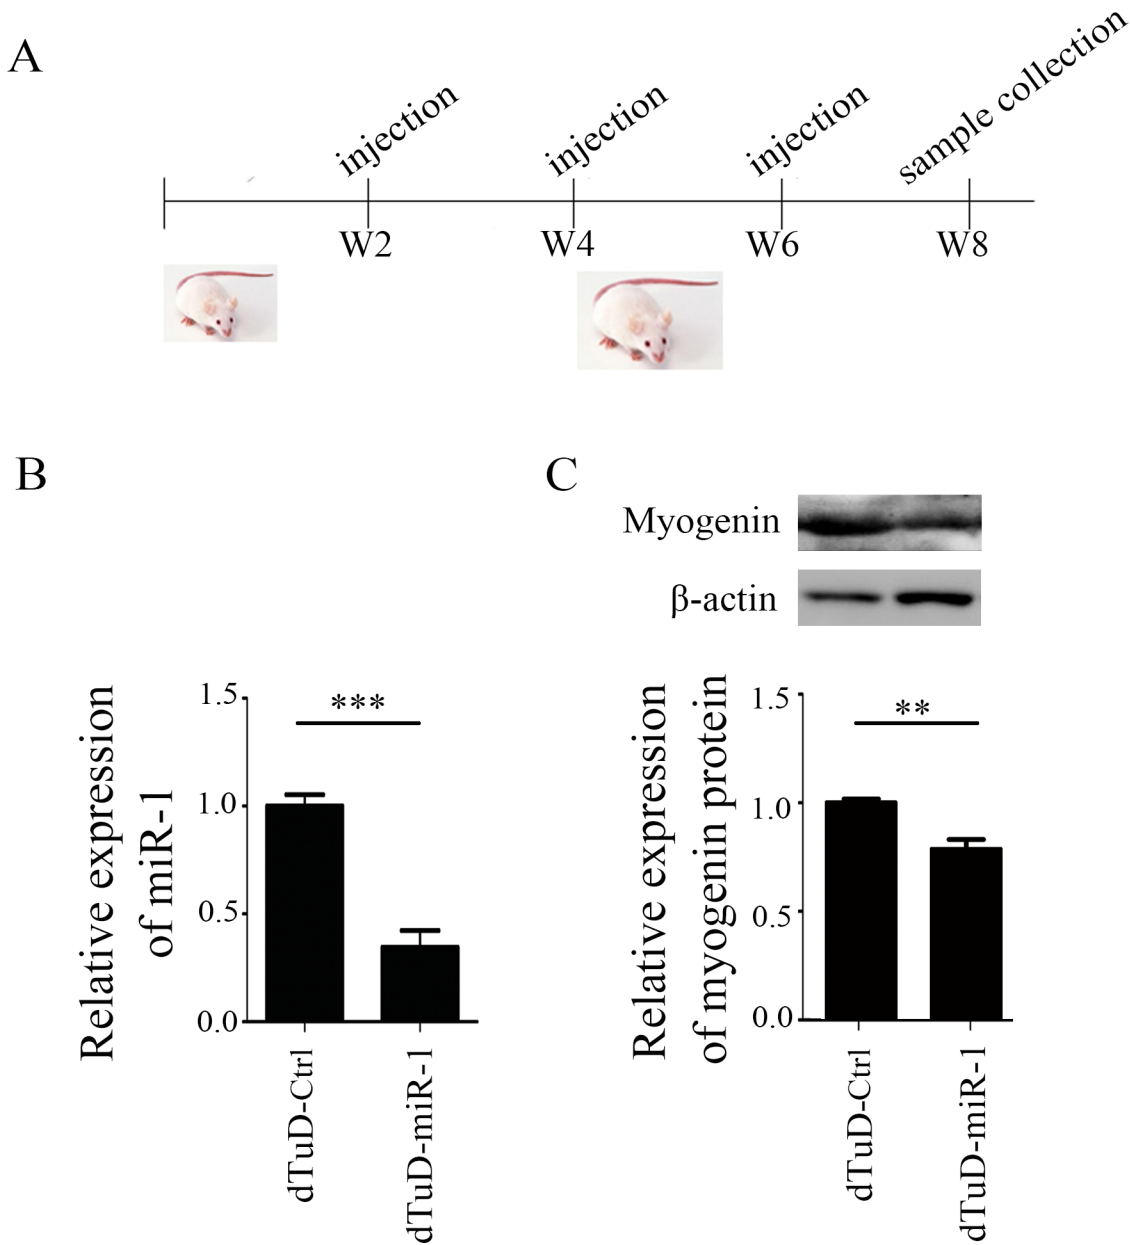 A
injection
injection
injection
sample collection
W2
W4
W6
W8
B
Relative expression
of miR-1
1.5
1.0
0.5
0.0
***
dTuD-Ctrl
dTuD-miR-1
C
Myogenin
β-actin
Relative expression
of myogenin protein
1.5
1.0
0.5
0.0
**
dTuD-Ctrl
dTuD-miR-1